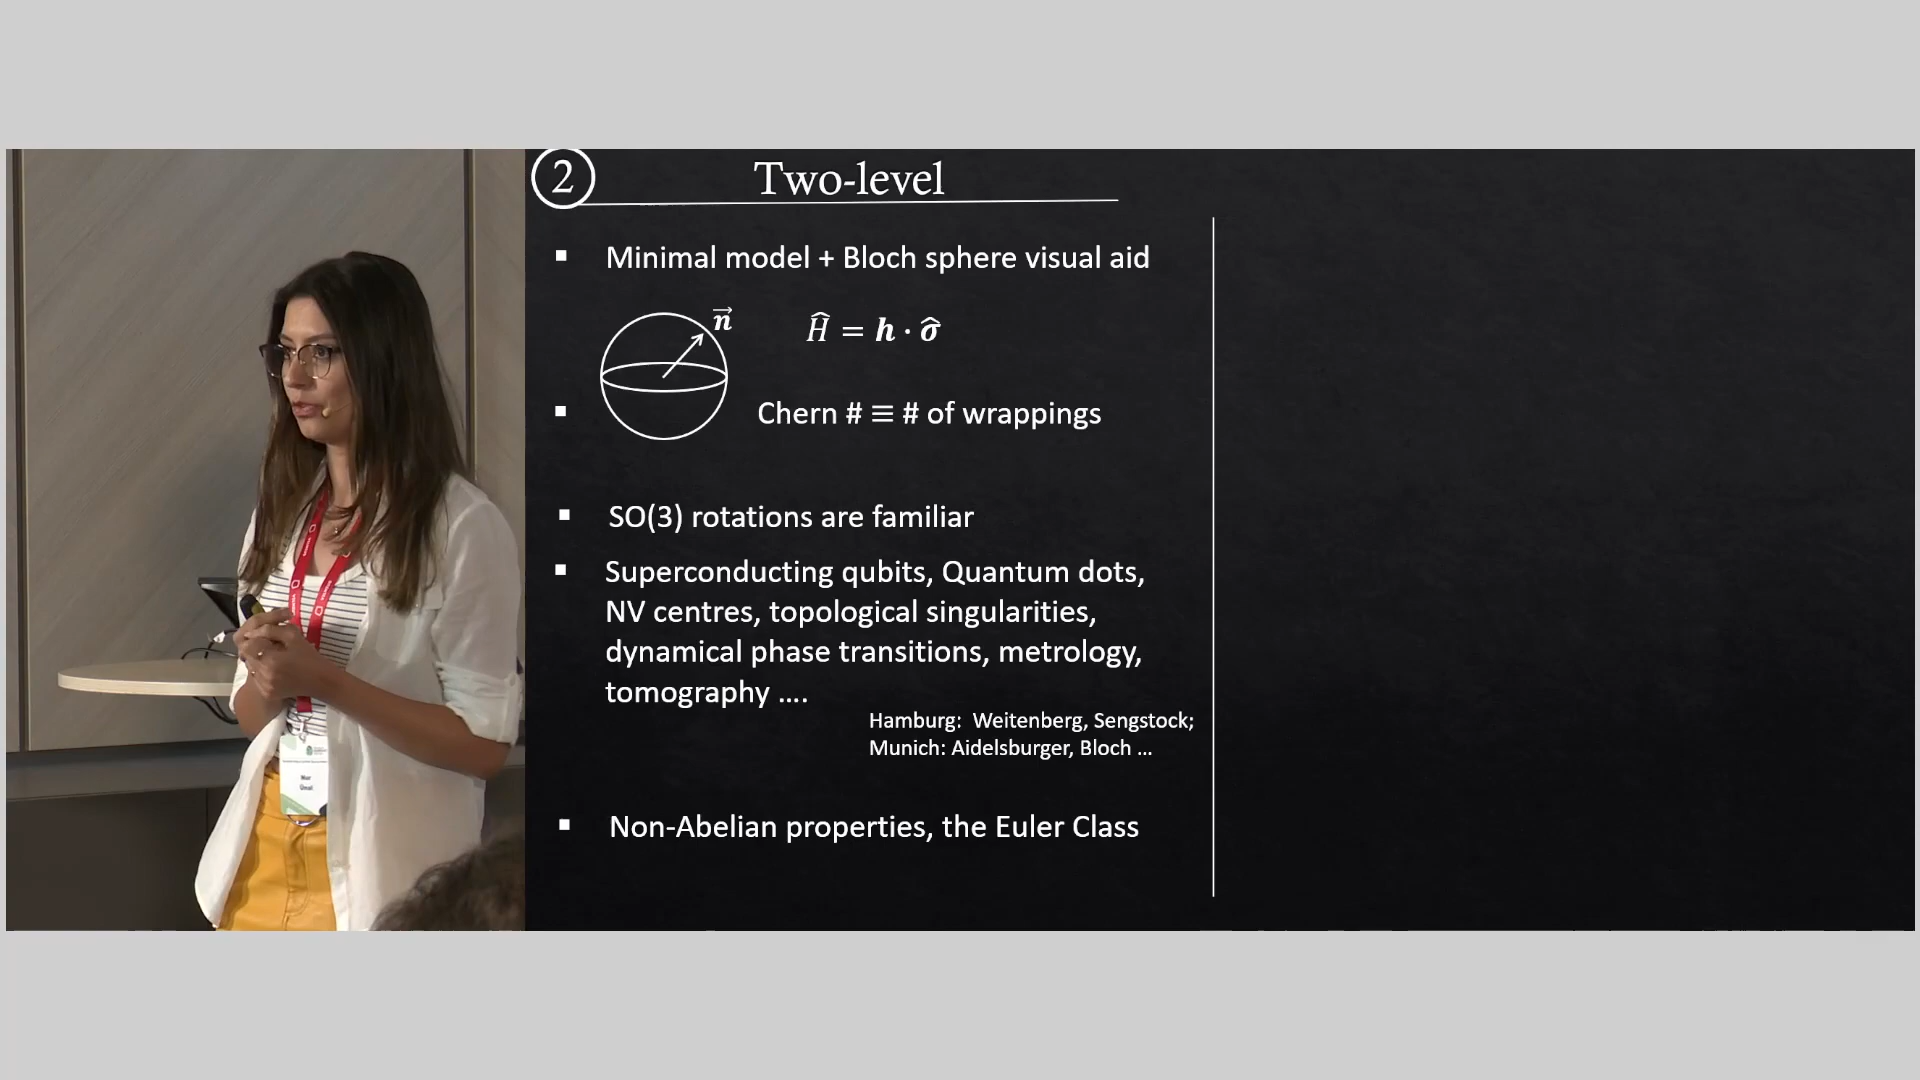 2
Two-level
▪ Minimal model + Bloch sphere visual aid
n⃗
Ĥ = h · σ̂
▪ Chern # ≡ # of wrappings
▪ SO(3) rotations are familiar
▪ Superconducting qubits, Quantum dots,
NV centres, topological singularities,
dynamical phase transitions, metrology,
tomography ....
Hamburg: Weitenberg, Sengstock;
Munich: Aidelsburger, Bloch ...
▪ Non-Abelian properties, the Euler Class
Ünal